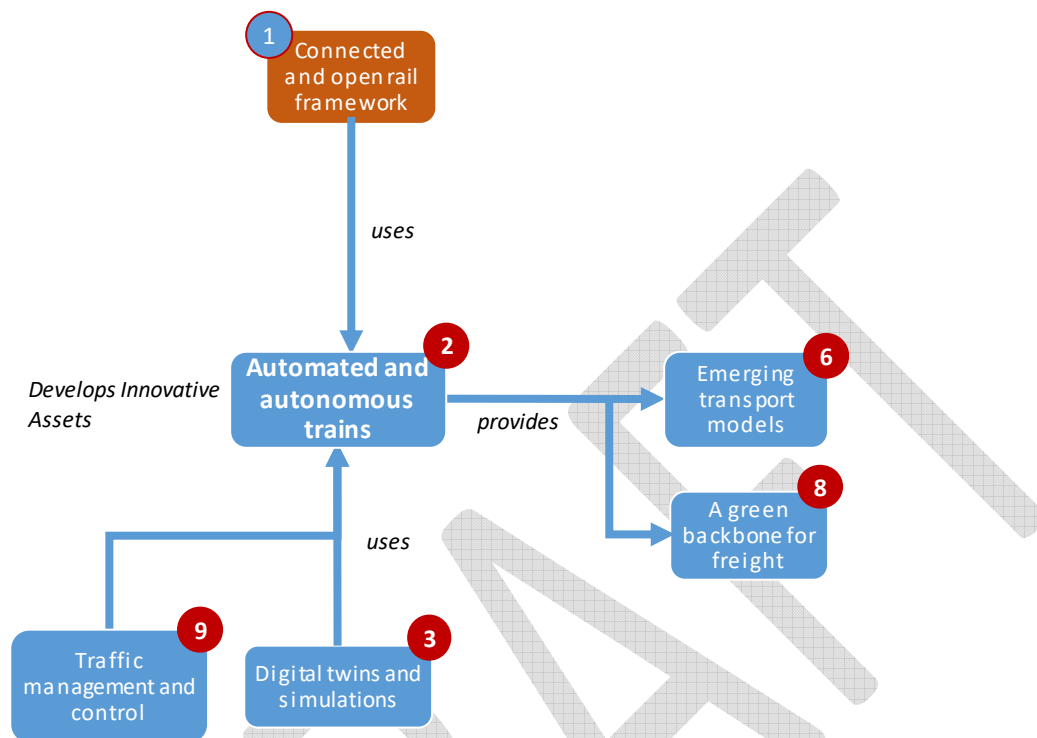 1
Connected
and open rail
framework
uses
2
Automated and
autonomous
trains
Develops Innovative
Assets
provides
6
Emerging
transport
models
8
A green
backbone for
freight
uses
9
Traffic
management and
control
3
Digital twins and
simulations